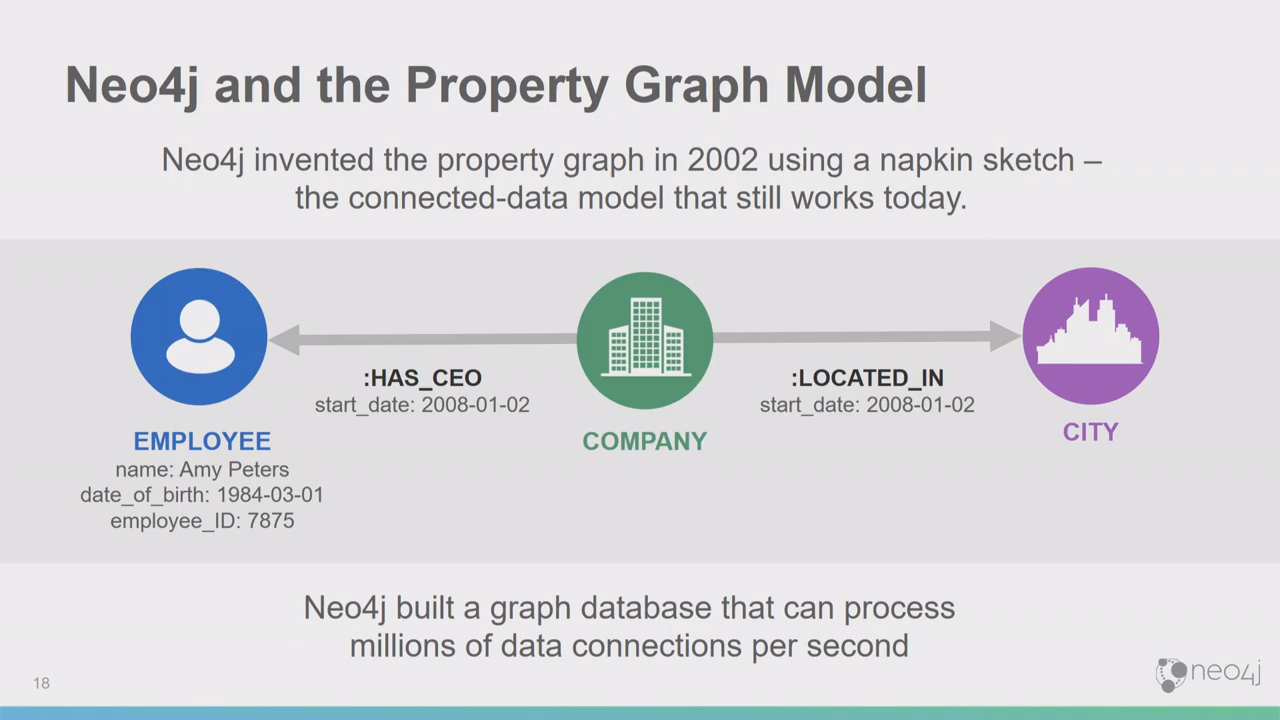 Neo4j and the Property Graph Model
Neo4j invented the property graph in 2002 using a napkin sketch –
the connected-data model that still works today.
:HAS_CEO
start_date: 2008-01-02
:LOCATED_IN
start_date: 2008-01-02
EMPLOYEE
name: Amy Peters
date_of_birth: 1984-03-01
employee_ID: 7875
COMPANY
CITY
Neo4j built a graph database that can process
millions of data connections per second
18
neo4j